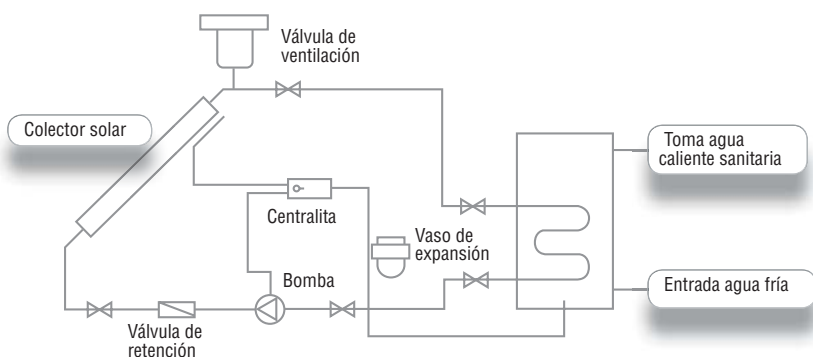 Válvula de
ventilación
Colector solar
Toma agua
caliente sanitaria
Centralita
Vaso de
expansión
Bomba
Entrada agua fría
Válvula de
retención